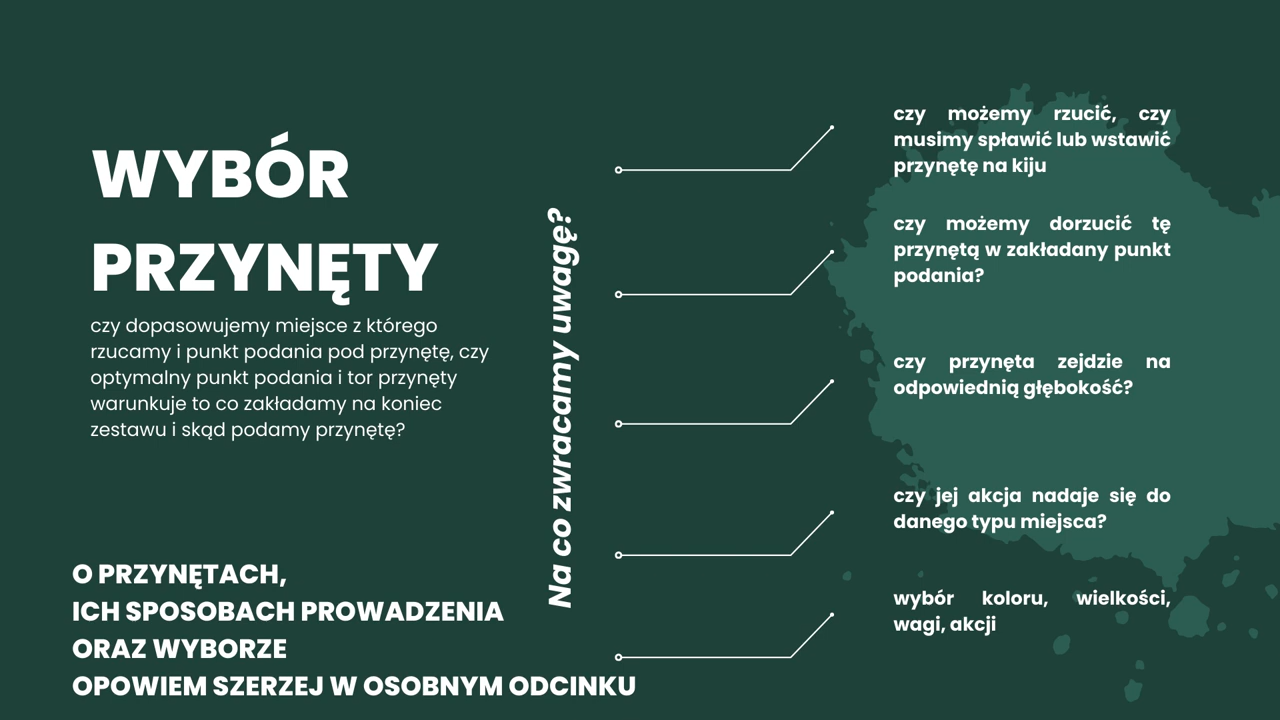 WYBÓR
PRZYNĘTY
czy dopasowujemy miejsce z którego
rzucamy i punkt podania pod przynętę, czy
optymalny punkt podania i tor przynęty
warunkuje to co zakładamy na koniec
zestawu i skąd podamy przynętę?
O PRZYNĘTACH,
ICH SPOSOBACH PROWADZENIA
ORAZ WYBORZE
OPOWIEM SZERZEJ W OSOBNYM ODCINKU
Na co zwracamy uwagę?
czy możemy rzucić, czy
musimy spławić lub wstawić
przynętę na kiju
czy możemy dorzucić tę
przynętą w zakładany punkt
podania?
czy przynęta zejdzie na
odpowiednią głębokość?
czy jej akcja nadaje się do
danego typu miejsca?
wybór koloru, wielkości,
wagi, akcji